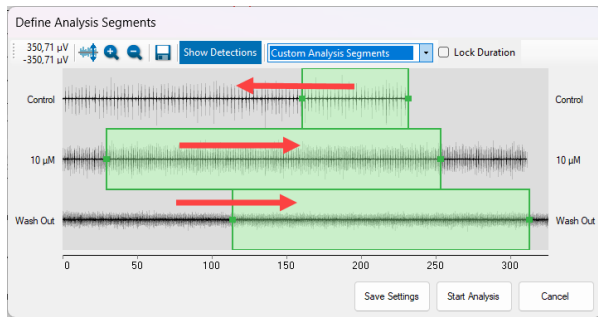 Define Analysis Segments
350,71 µV
-350,71 µV
Show Detections
Custom Analysis Segments
Lock Duration
Control
Control
10 µM
10 µM
Wash Out
Wash Out
0 50 100 150 200 250 300
Save Settings
Start Analysis
Cancel